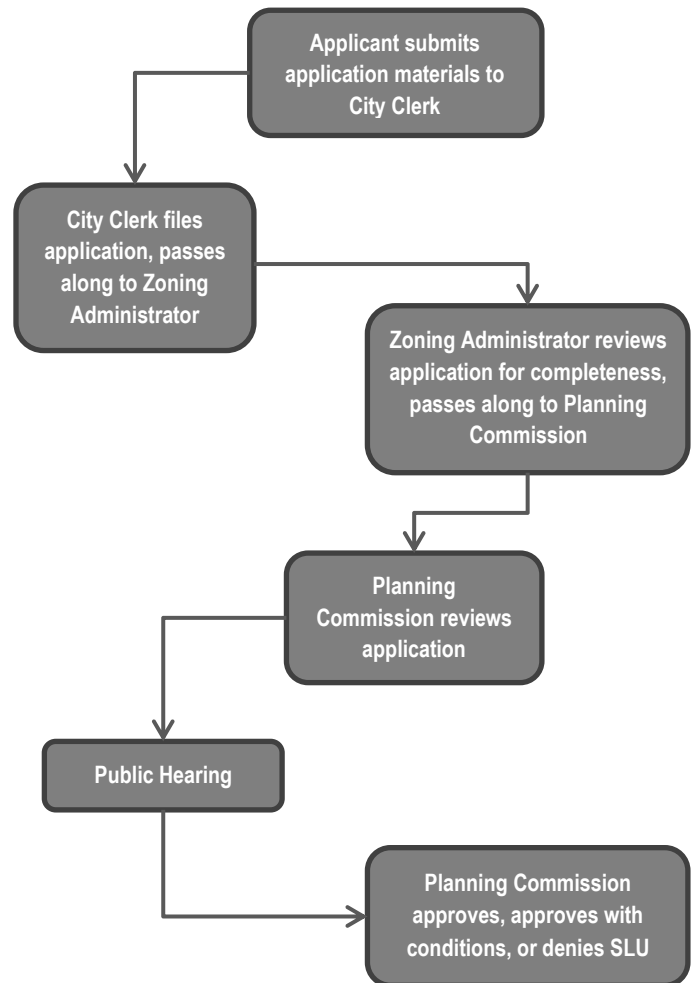 Applicant submits
application materials to
City Clerk
City Clerk files
application, passes
along to Zoning
Administrator
Zoning Administrator reviews
application for completeness,
passes along to Planning
Commission
Planning
Commission reviews
application
Public Hearing
Planning Commission
approves, approves with
conditions, or denies SLU